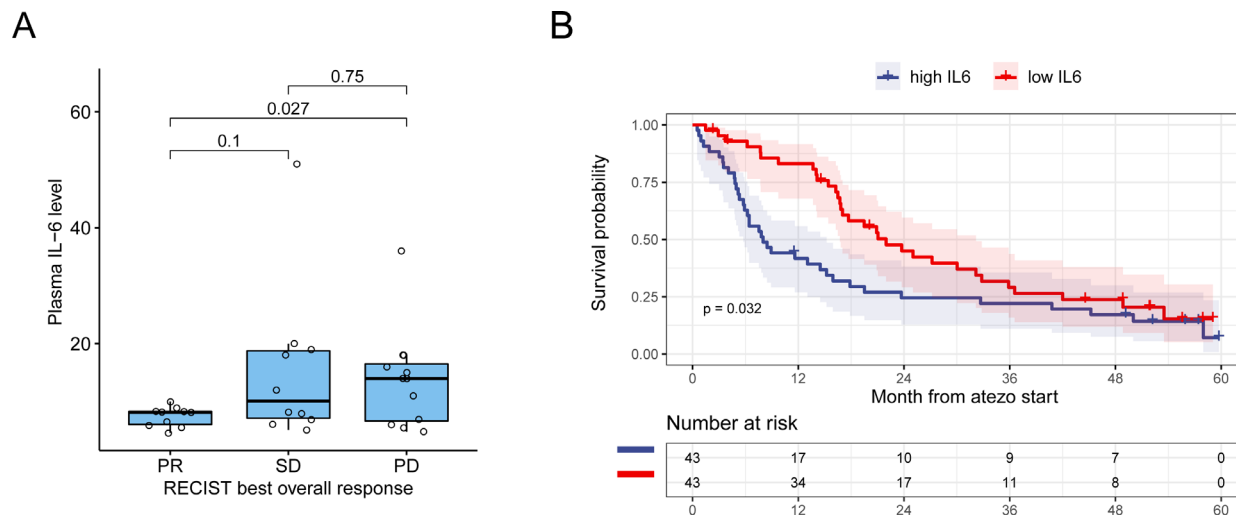 A
B
0.75
0.027
0.1
60
40
20
Plasma IL−6 level
PR SD PD
RECIST best overall response
high IL6 low IL6
1.00
0.75
0.50
0.25
0.00
Survival probability
p = 0.032
0 12 24 36 48 60
Month from atezo start
Number at risk
43 17 10 9 7 0
43 34 17 11 8 0
0 12 24 36 48 60